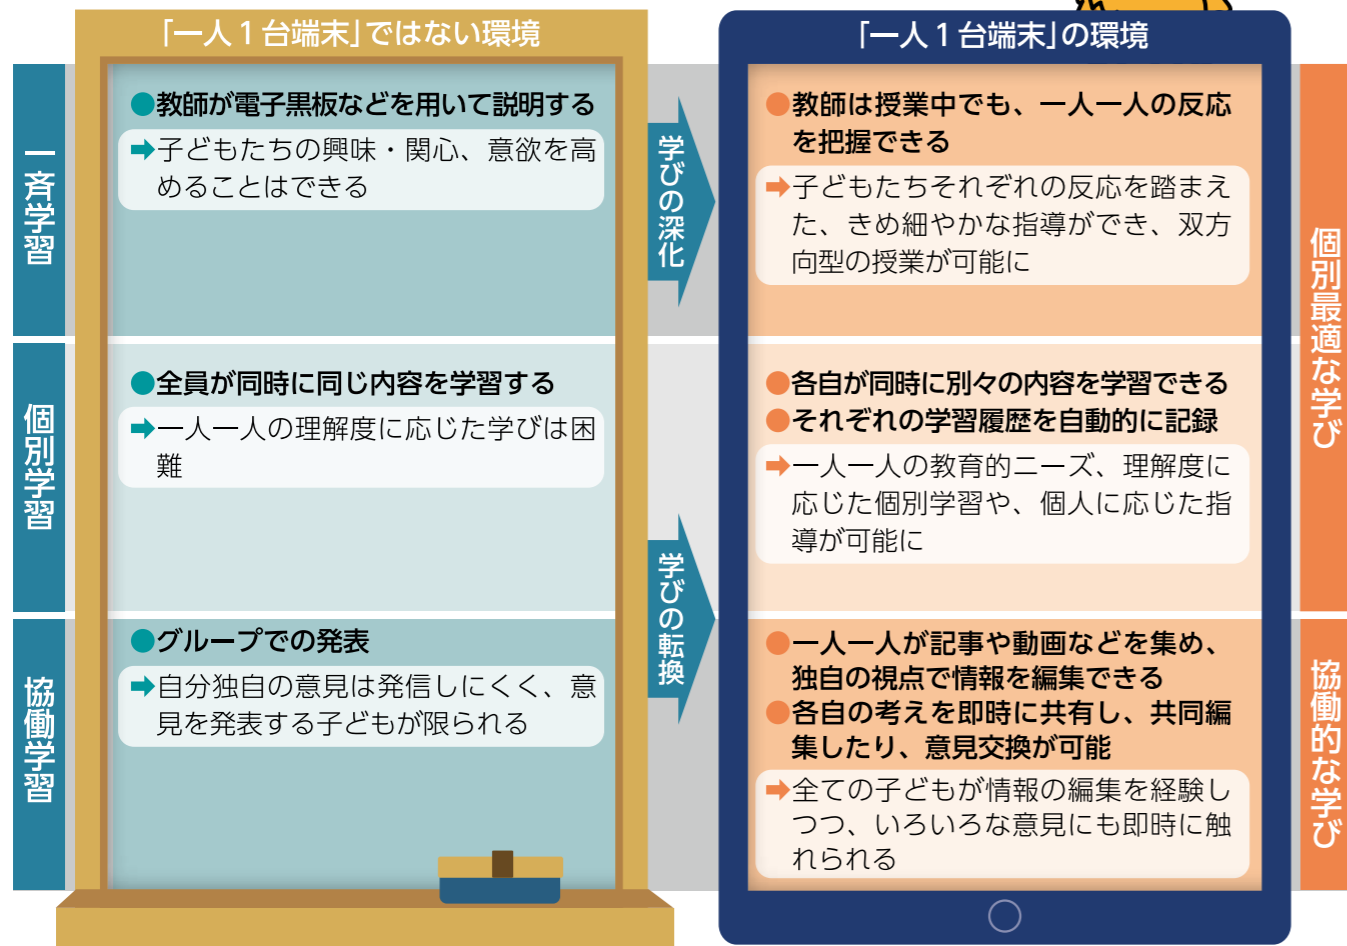 「一人１台端末」ではない環境
「一人１台端末」の環境
一斉学習
●教師が電子黒板などを用いて説明する
➡子どもたちの興味・関心、意欲を高
めることはできる
学びの深化
●教師は授業中でも、一人一人の反応
を把握できる
➡子どもたちそれぞれの反応を踏まえ
た、きめ細やかな指導ができ、双方
向型の授業が可能に
個別最適な学び
個別学習
●全員が同時に同じ内容を学習する
➡一人一人の理解度に応じた学びは困
難
学びの転換
●各自が同時に別々の内容を学習できる
●それぞれの学習履歴を自動的に記録
➡一人一人の教育的ニーズ、理解度に
応じた個別学習や、個人に応じた指
導が可能に
協働学習
●グループでの発表
➡自分独自の意見は発信しにくく、意
見を発表する子どもが限られる
●一人一人が記事や動画などを集め、
独自の視点で情報を編集できる
●各自の考えを即時に共有し、共同編
集したり、意見交換が可能
➡全ての子どもが情報の編集を経験し
つつ、いろいろな意見にも即時に触
れられる
協働的な学び